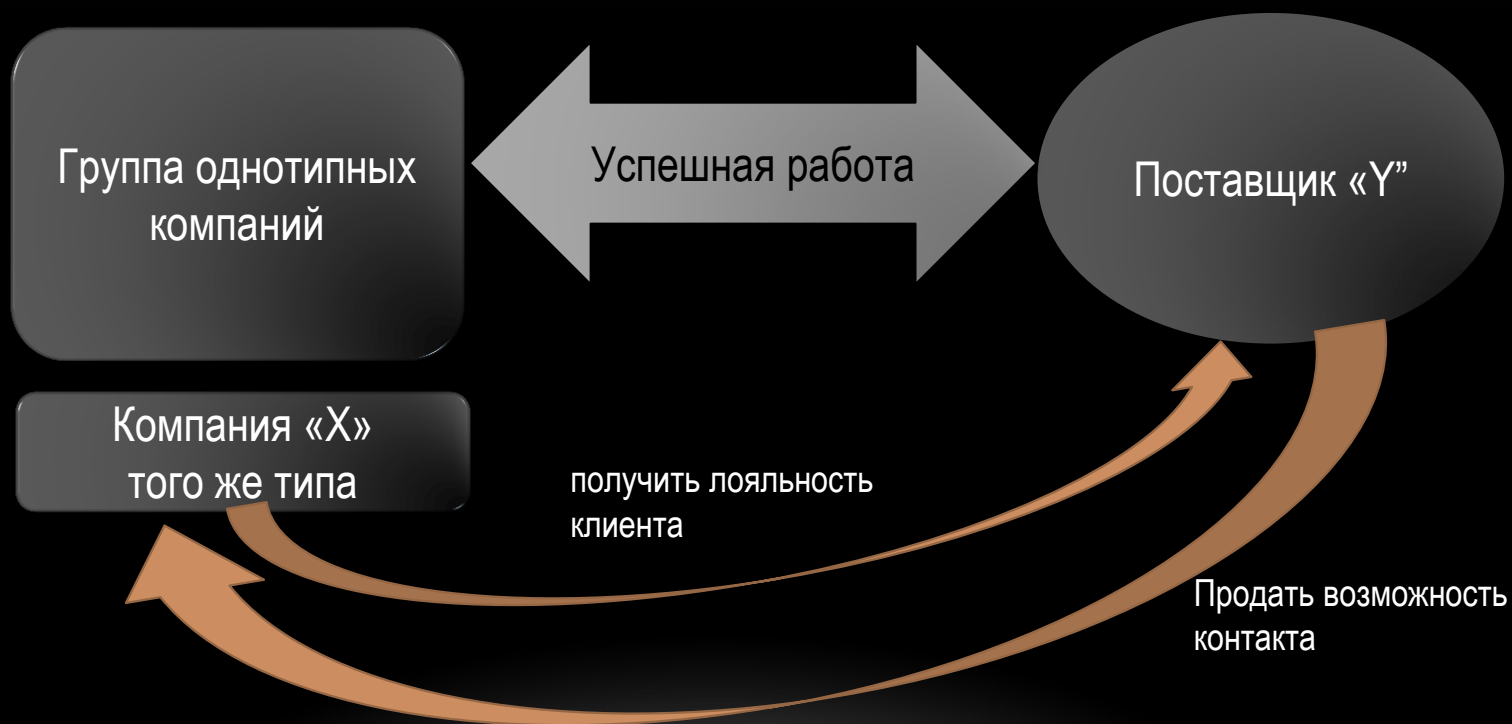 Группа однотипных
компаний
Успешная работа
Поставщик «Y”
Компания «X»
того же типа
получить лояльность
клиента
Продать возможность
контакта